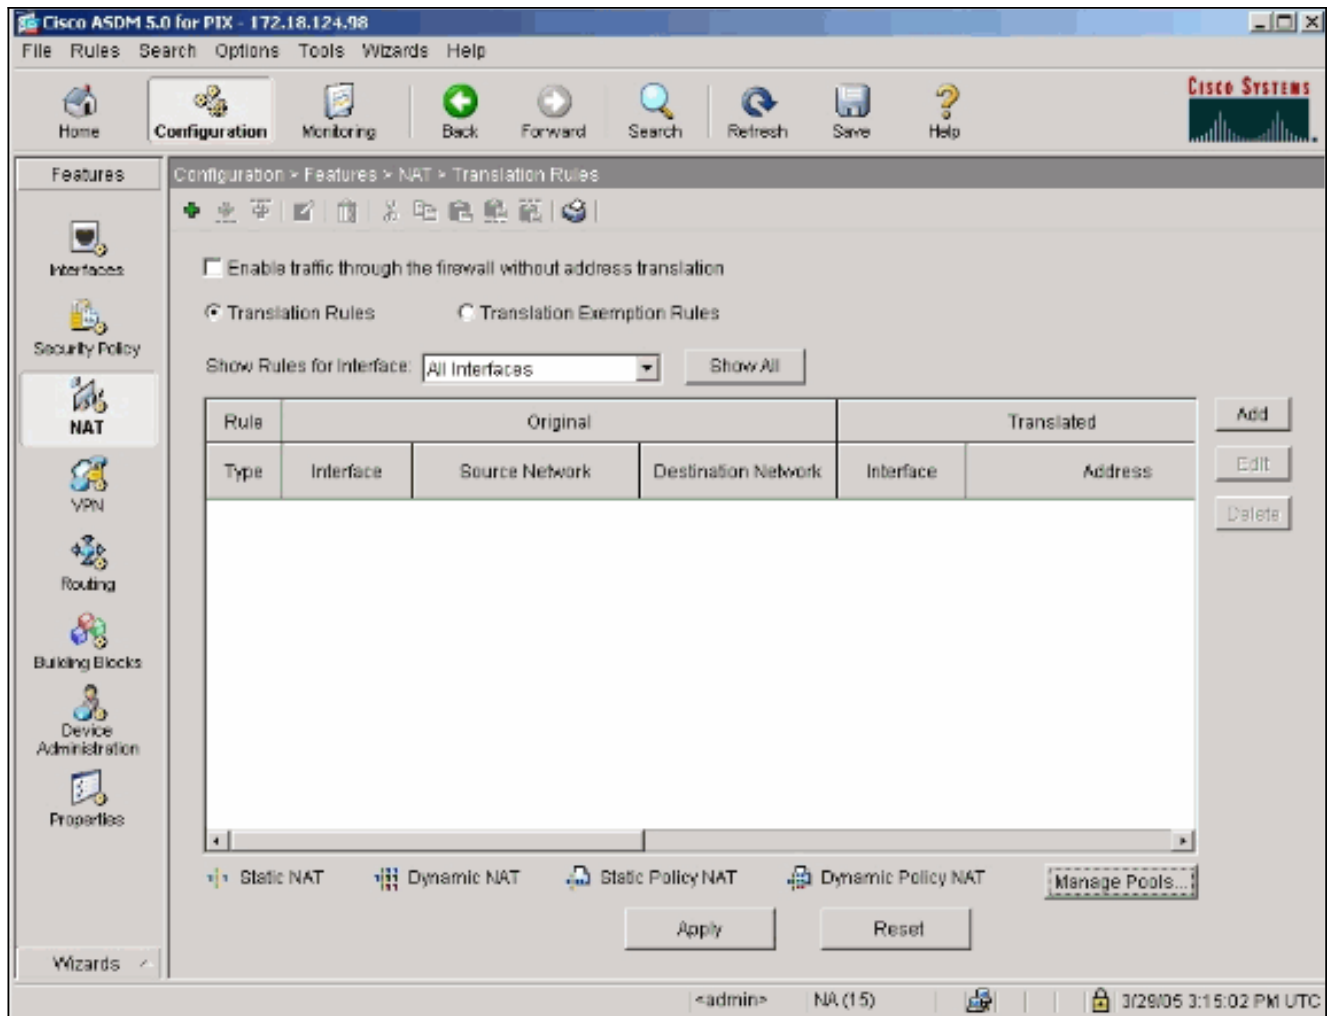 Cisco ASDM 5.0 for PIX - 172.18.124.98
File Rules Search Options Tools Wizards Help
Home Configuration Monitoring Back Forward Search Refresh Save Help
CISCO SYSTEMS
Features
Configuration > Features > NAT > Translation Rules
Interfaces
Security Policy
NAT
VPN
Routing
Building Blocks
Device
Administration
Properties
Wizards
Enable traffic through the firewall without address translation
Translation Rules Translation Exemption Rules
Show Rules for Interface: All Interfaces Show All
Rule Original Translated
Type Interface Source Network Destination Network Interface Address
Add
Edit
Delete
Static NAT Dynamic NAT Static Policy NAT Dynamic Policy NAT Manage Pools...
Apply Reset
<admin> NA (15) 3/29/05 3:15:02 PM UTC